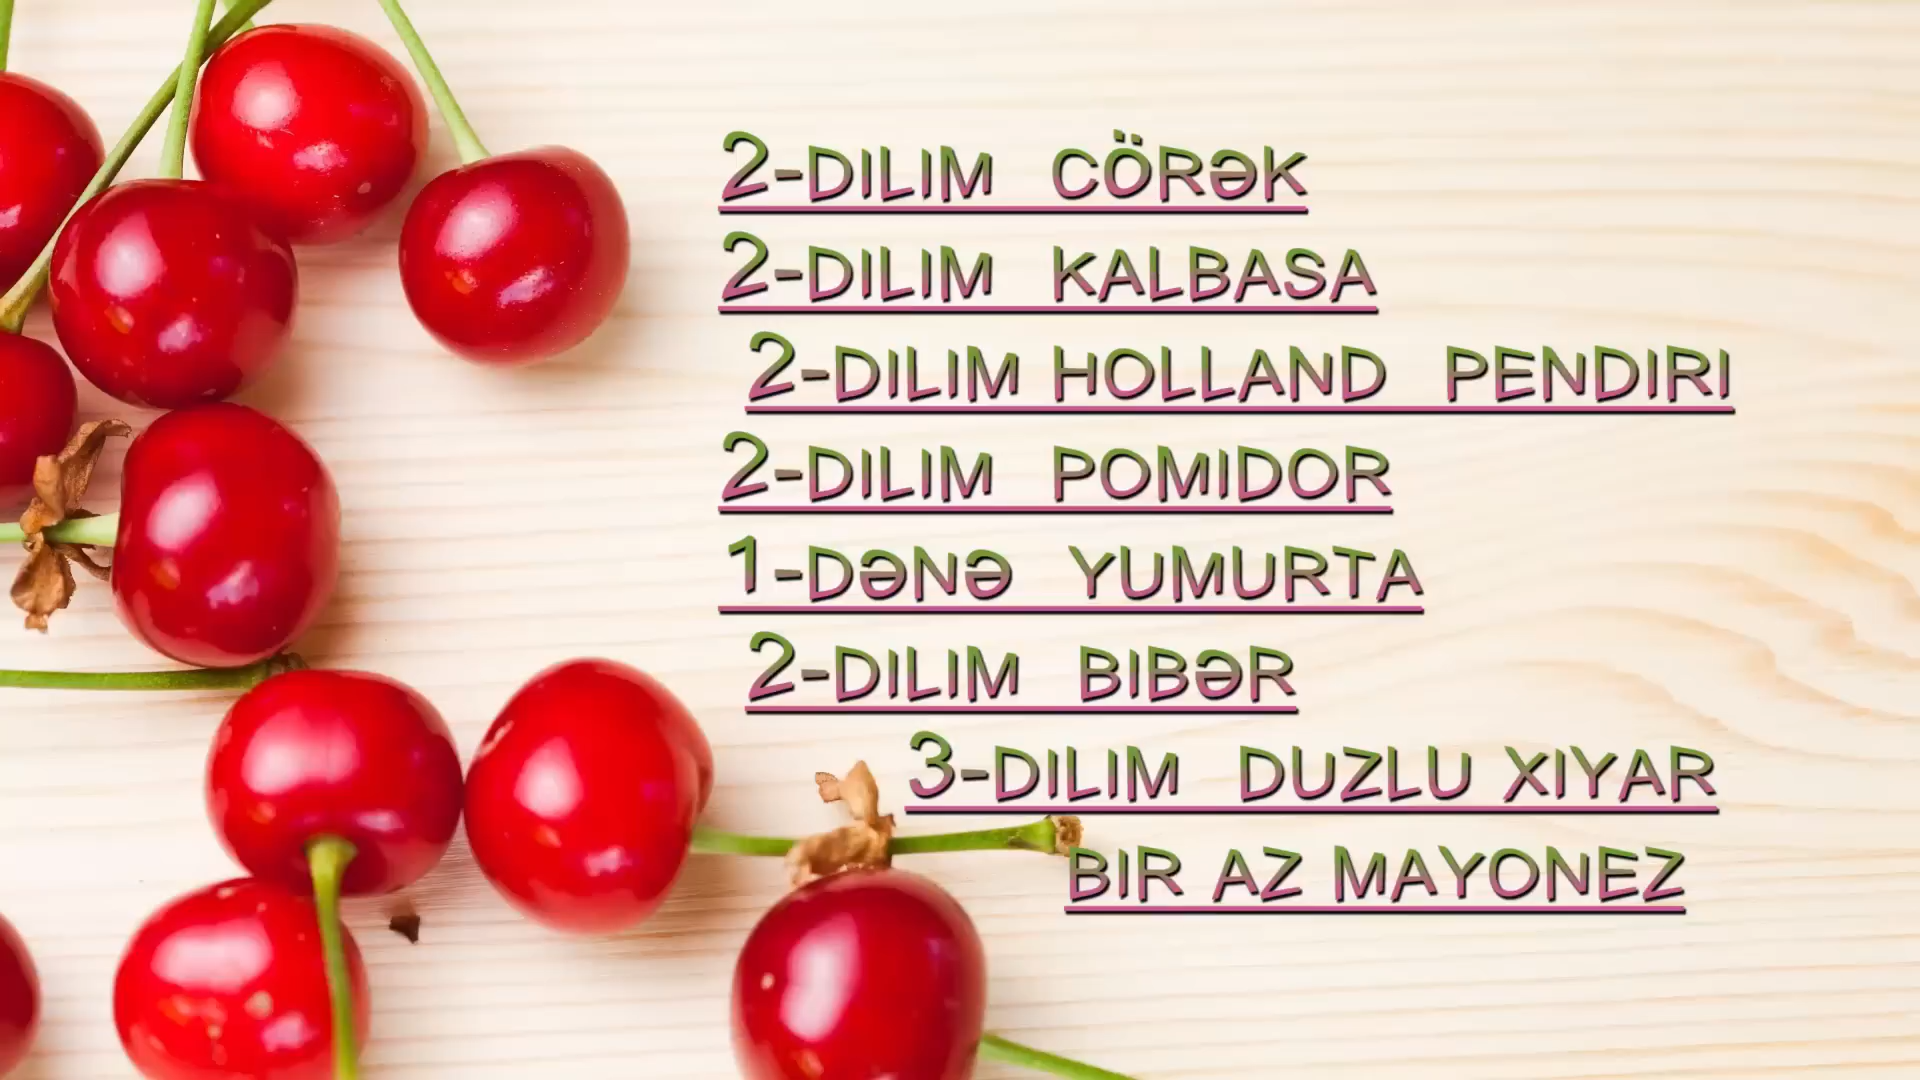 2-DILIM CÖRƏK
2-DILIM KALBASA
2-DILIM HOLLAND PENDIRI
2-DILIM POMIDOR
1-DƏNƏ YUMURTA
2-DILIM BIBƏR
3-DILIM DUZLU XIYAR
BIR AZ MAYONEZ